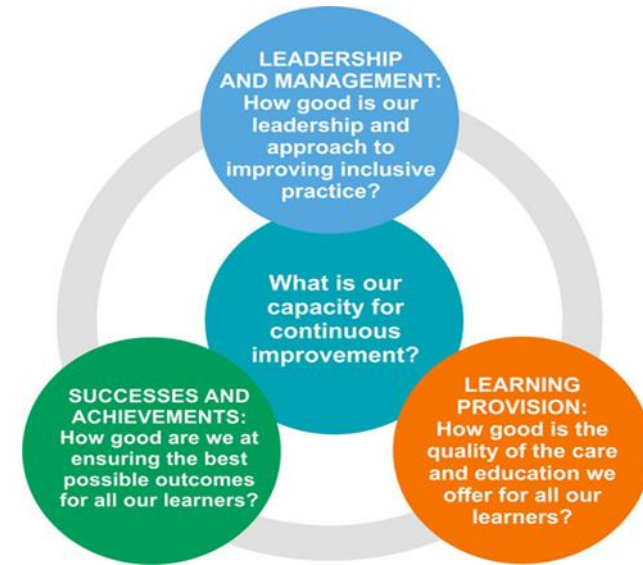 LEADERSHIP
AND MANAGEMENT:
How good is our
leadership and
approach to
improving inclusive
practice?
What is our
capacity for
continuous
improvement?
SUCCESSES AND
ACHIEVEMENTS:
How good are we at
ensuring the best
possible outcomes
for all our learners?
LEARNING
PROVISION:
How good is the
quality of the care
and education we
offer for all our
learners?